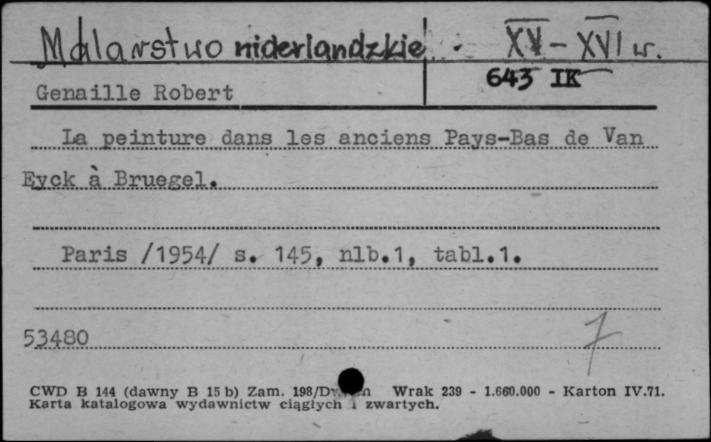 Malarstwo niderlandzkie. XV - XVI w.
643 IK
Genaille Robert
La peinture dans les anciens Pays-Bas de Van
Eyck à Bruegel.
Paris /1954/ s. 145, nlb.1, tabl.1.
53480 7
CWD B 144 (dawny B 15 b) Zam. 198/ Wrak 239 - 1.660.000 - Karton IV.71.
Karta katalogowa wydawnictw ciągłych i zwartych.